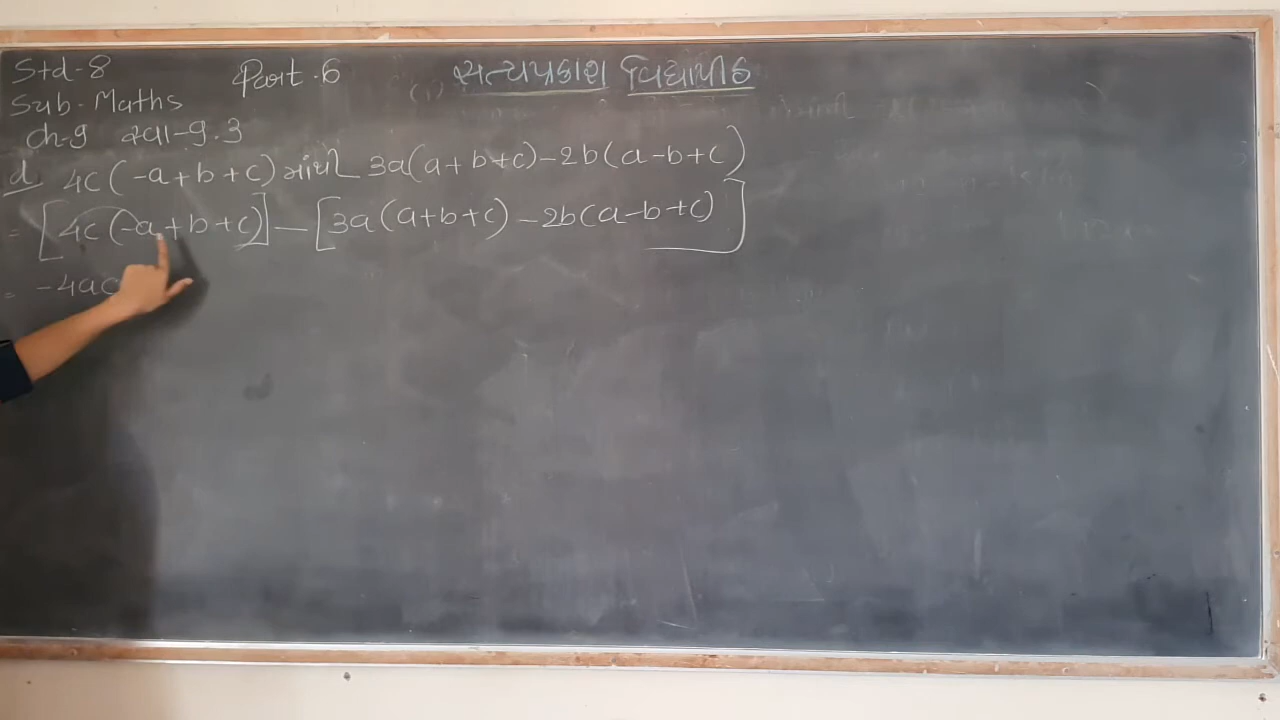 Std-8 Part.6 સત્યપ્રકાશ વિદ્યાપીઠ
Sub-Maths
ch-9 સ્વા-9.3
d 4c(-a+b+c)માંથી 3a(a+b+c)-2b(a-b+c)
= [4c(-a+b+c)]-[3a(a+b+c)-2b(a-b+c)]
= -4ac